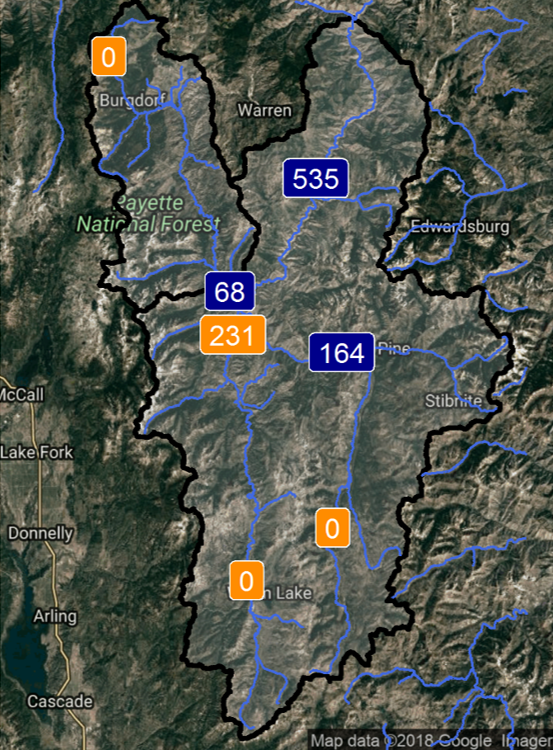 0
Burgdorf
Warren
535
Payette
National Forest
Edwardsburg
68
231
164
Pine
McCall
Stibnite
Lake Fork
0
Donnelly
0
Lake
Arling
Cascade
Map data ©2018 Google Imager